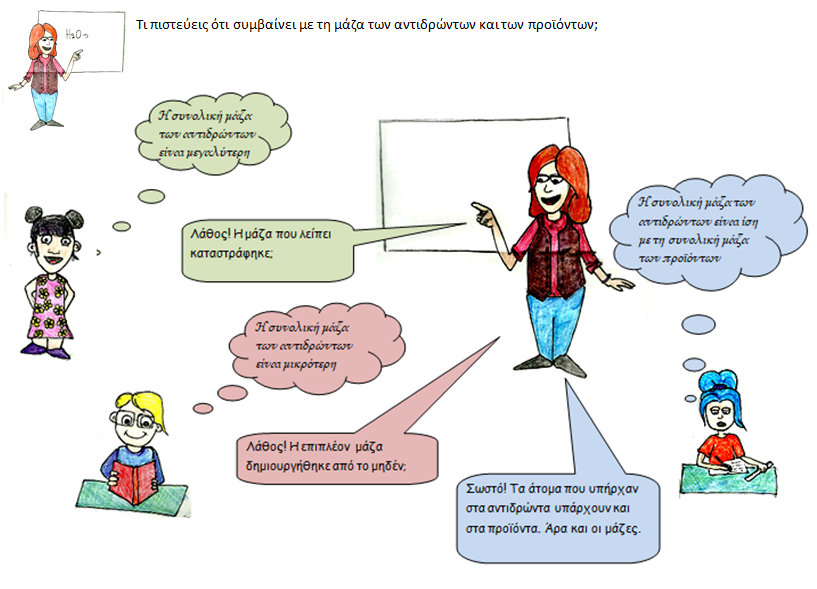 Τι πιστεύεις ότι συμβαίνει με τη μάζα των αντιδρώντων και των προϊόντων;
Η συνολική μάζα
των αντιδρώντων
είναι μεγαλύτερη
Λάθος! Η μάζα που λείπει
καταστράφηκε;
Η συνολική μάζα των
αντιδρώντων είναι ίση
με τη συνολική μάζα
των προϊόντων
Η συνολική μάζα
των αντιδρώντων
είναι μικρότερη
Λάθος! Η επιπλέον μάζα
δημιουργήθηκε από το μηδέν;
Σωστό! Τα άτομα που υπήρχαν
στα αντιδρώντα υπάρχουν και
στα προϊόντα. Άρα και οι μάζες.